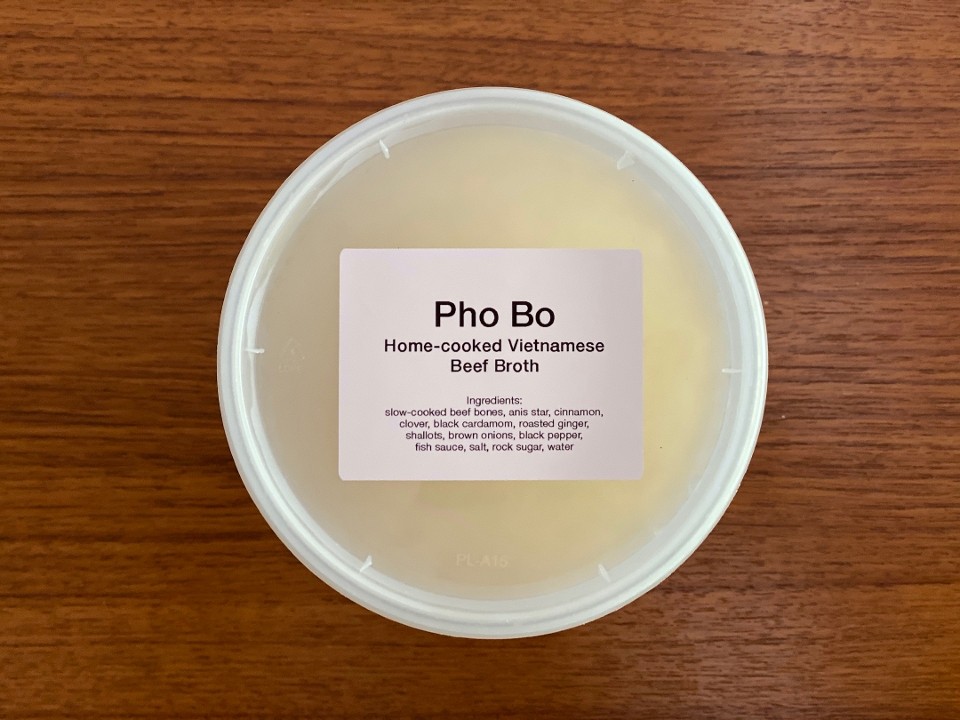 Pho Bo
Home-cooked Vietnamese
Beef Broth
Ingredients:
slow-cooked beef bones, anis star, cinnamon,
clover, black cardamom, roasted ginger,
shallots, brown onions, black pepper,
fish sauce, salt, rock sugar, water
PL-A15